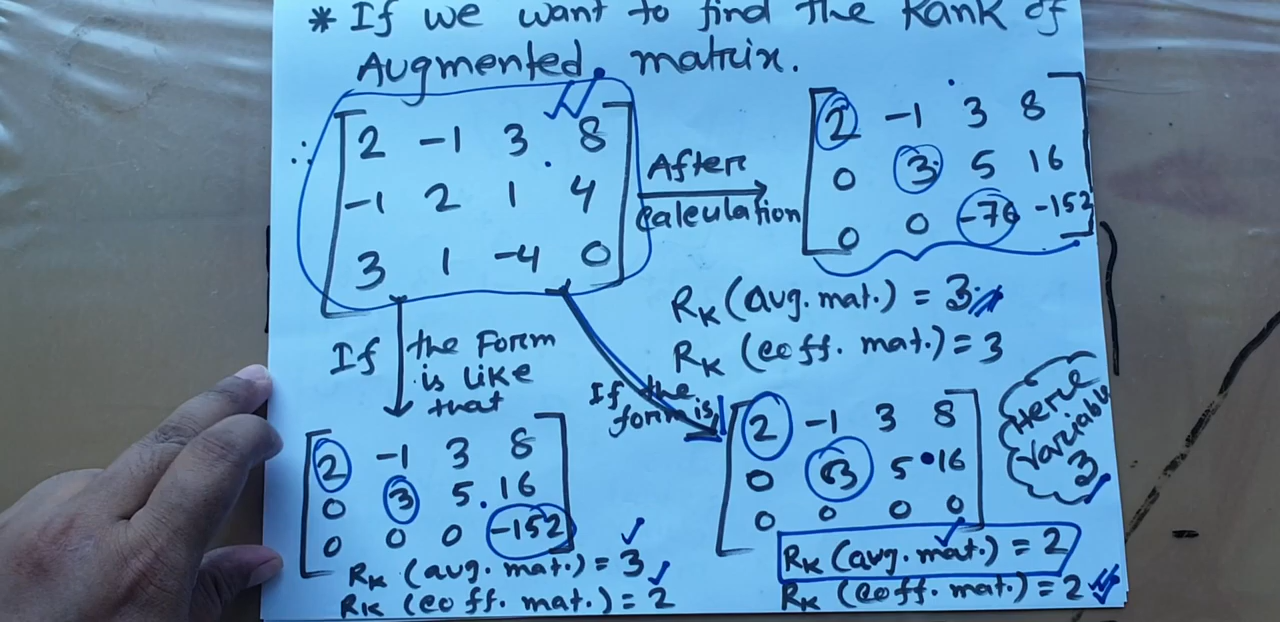 * If we want to find the Rank of
Augmented matrix.
∴ 2 -1 3 8
-1 2 1 4
3 1 -4 0
After
calculation
2 -1 3 8
0 3 5 16
0 0 -76 -152
RK (aug. mat.) = 3
RK (coff. mat.) = 3
If the Form
is Like
that
2 -1 3 8
0 3 5 16
0 0 0 -152
RK (aug. mat.) = 3
RK (coff. mat.) = 2
If the
form is
2 -1 3 8
0 3 5 16
0 0 0 0
RK (aug. mat.) = 2
RK (coff. mat.) = 2
Here
Variable
3